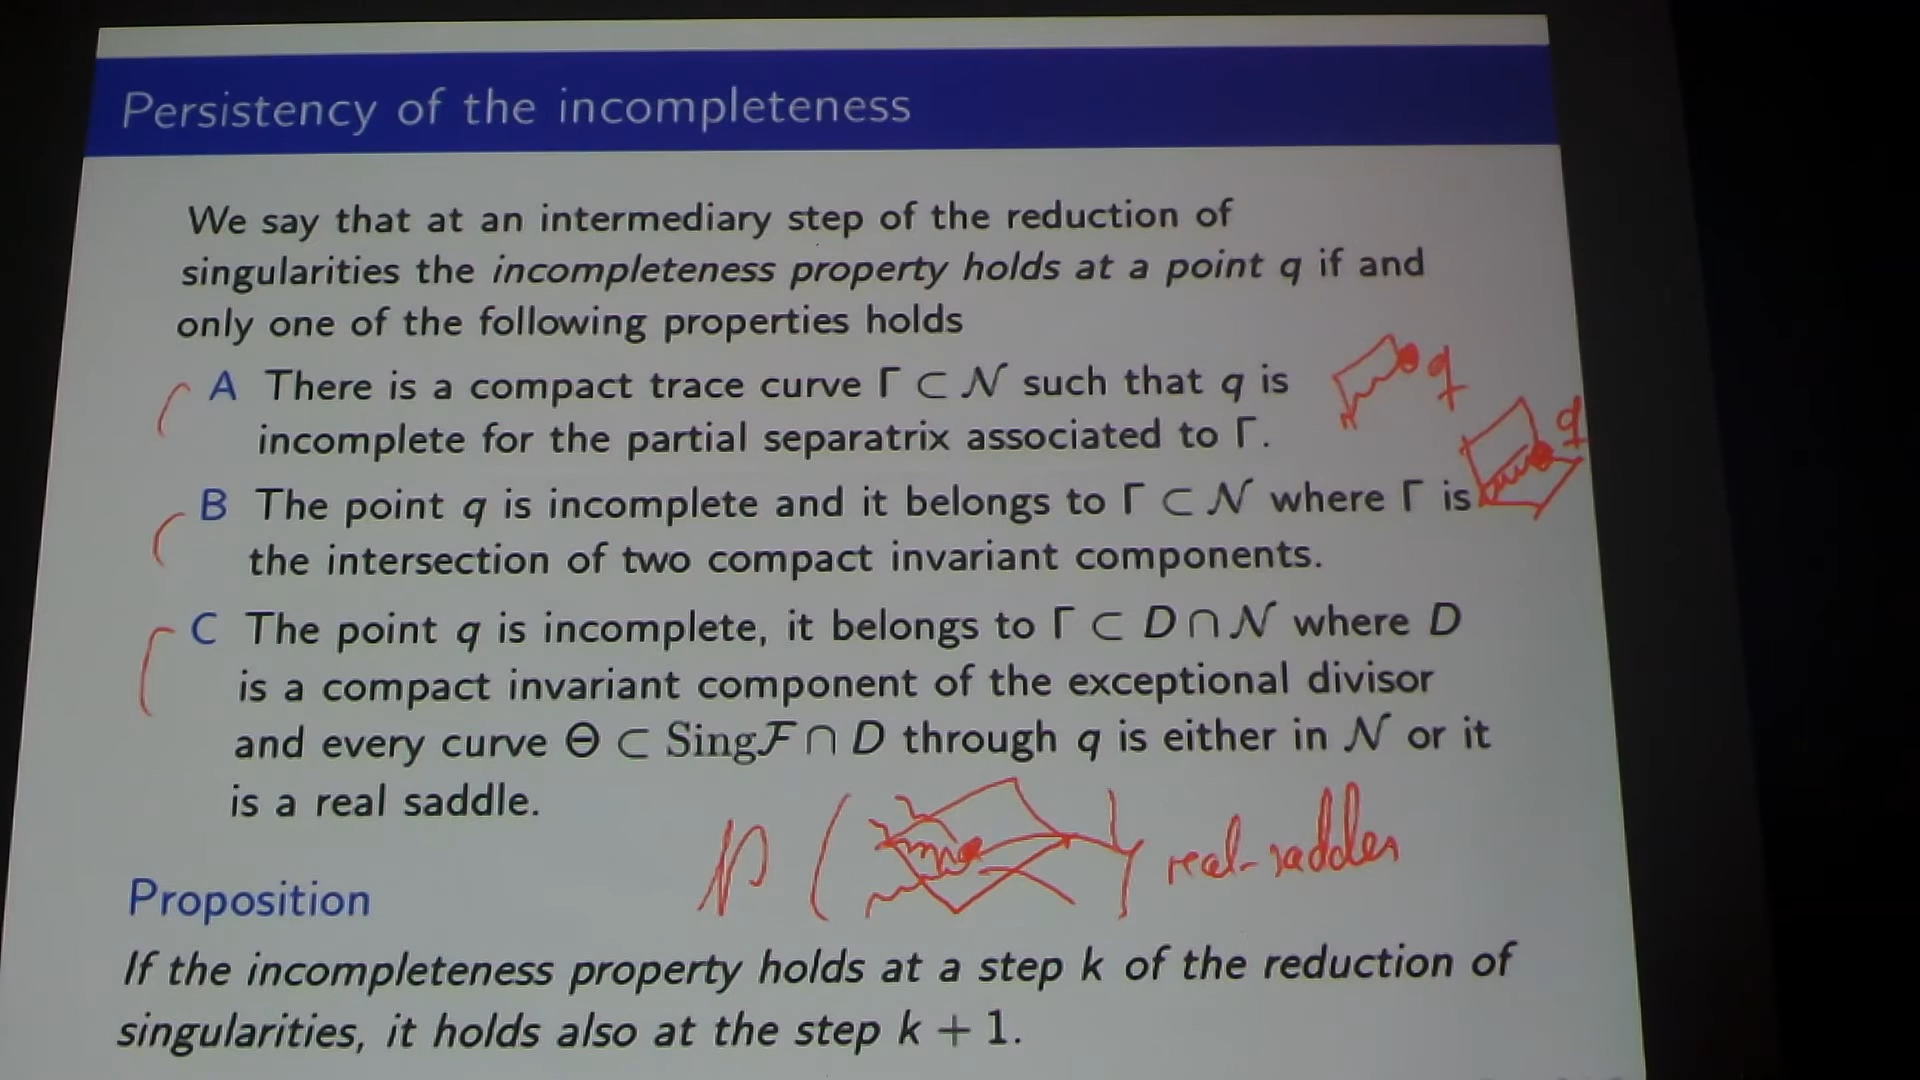 Persistency of the incompleteness
We say that at an intermediary step of the reduction of
singularities the incompleteness property holds at a point q if and
only one of the following properties holds
A There is a compact trace curve Γ ⊂ 𝒩 such that q is
incomplete for the partial separatrix associated to Γ.
q
q
B The point q is incomplete and it belongs to Γ ⊂ 𝒩 where Γ is
the intersection of two compact invariant components.
C The point q is incomplete, it belongs to Γ ⊂ D ∩ 𝒩 where D
is a compact invariant component of the exceptional divisor
and every curve Θ ⊂ Singℱ ∩ D through q is either in 𝒩 or it
is a real saddle.
real-saddles
Proposition
If the incompleteness property holds at a step k of the reduction of
singularities, it holds also at the step k + 1.